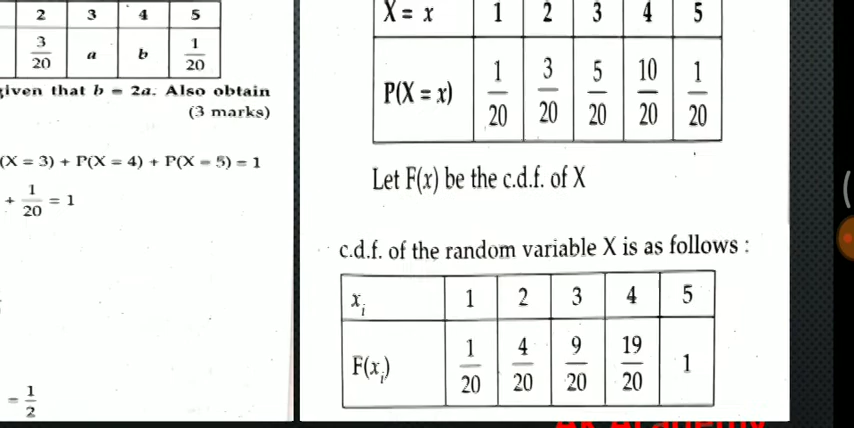 2 3 4 5
3/20 a b 1/20
given that b = 2a. Also obtain
(3 marks)
(X = 3) + P(X = 4) + P(X = 5) = 1
+ 1/20 = 1
= 1/2
X = x 1 2 3 4 5
P(X = x) 1/20 3/20 5/20 10/20 1/20
Let F(x) be the c.d.f. of X
c.d.f. of the random variable X is as follows :
x_i 1 2 3 4 5
F(x_i) 1/20 4/20 9/20 19/20 1